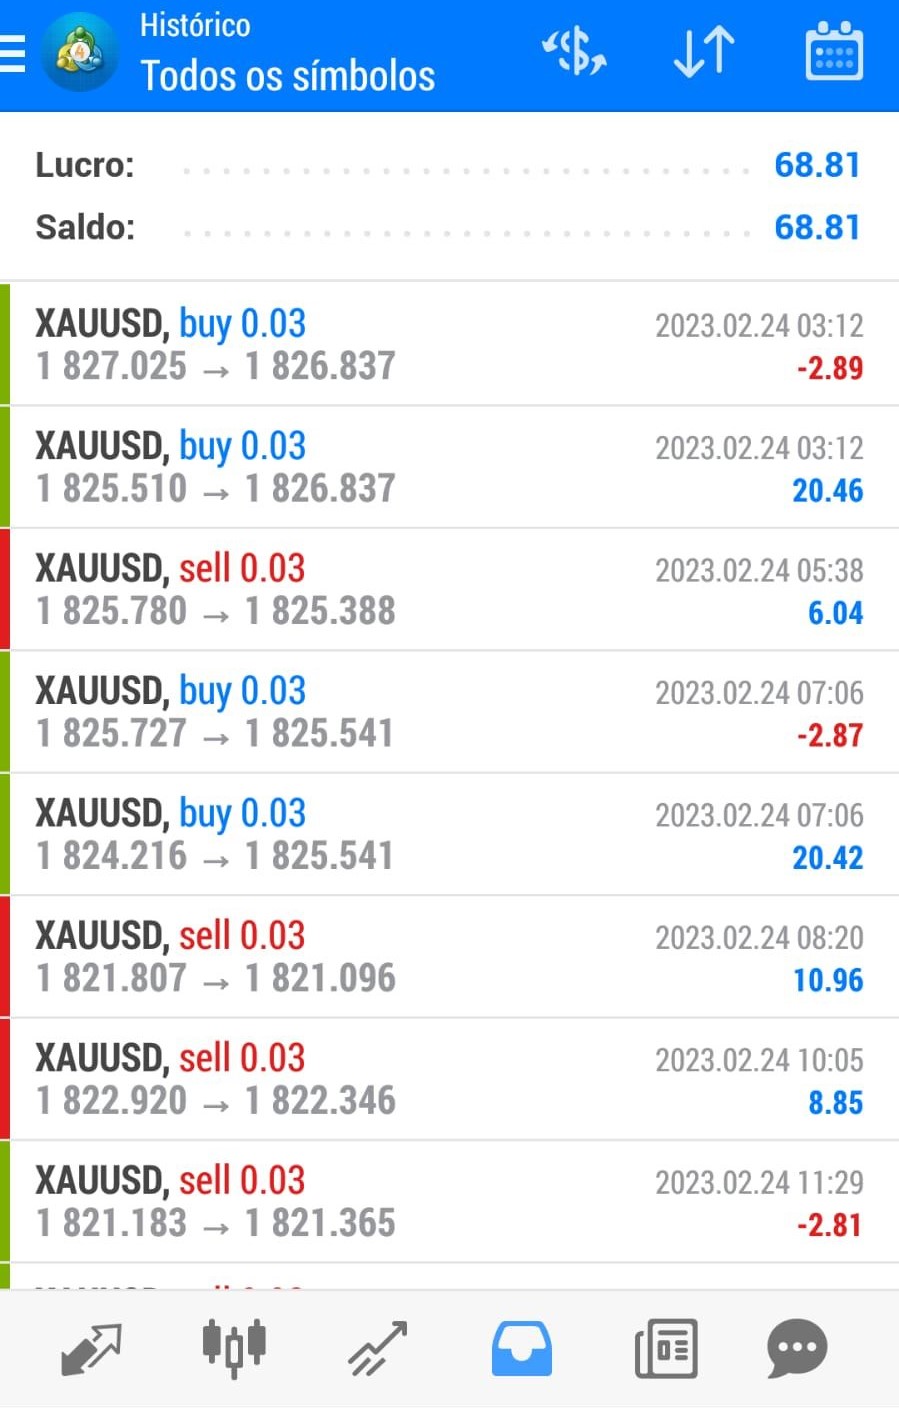 Histórico
Todos os símbolos
Lucro: 68.81
Saldo: 68.81
XAUUSD, buy 0.03 2023.02.24 03:12
1 827.025 → 1 826.837 -2.89
XAUUSD, buy 0.03 2023.02.24 03:12
1 825.510 → 1 826.837 20.46
XAUUSD, sell 0.03 2023.02.24 05:38
1 825.780 → 1 825.388 6.04
XAUUSD, buy 0.03 2023.02.24 07:06
1 825.727 → 1 825.541 -2.87
XAUUSD, buy 0.03 2023.02.24 07:06
1 824.216 → 1 825.541 20.42
XAUUSD, sell 0.03 2023.02.24 08:20
1 821.807 → 1 821.096 10.96
XAUUSD, sell 0.03 2023.02.24 10:05
1 822.920 → 1 822.346 8.85
XAUUSD, sell 0.03 2023.02.24 11:29
1 821.183 → 1 821.365 -2.81